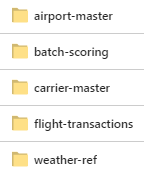 airport-master
batch-scoring
carrier-master
flight-transactions
weather-ref